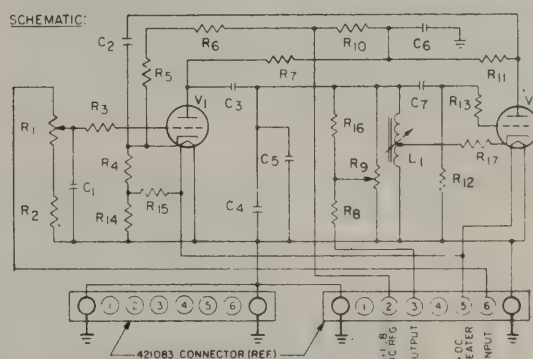 SCHEMATIC:
C2
R6
R10
C6
R5
R7
R11
V1
V
C3
C7
R13
R3
R16
R1
R4
C5
R9
L1
R17
C1
R12
R2
R14
R15
C4
R8
1 2 3 4 5 6
1 2 3 4 5 6
421083 CONNECTOR (REF)
OUTPUT